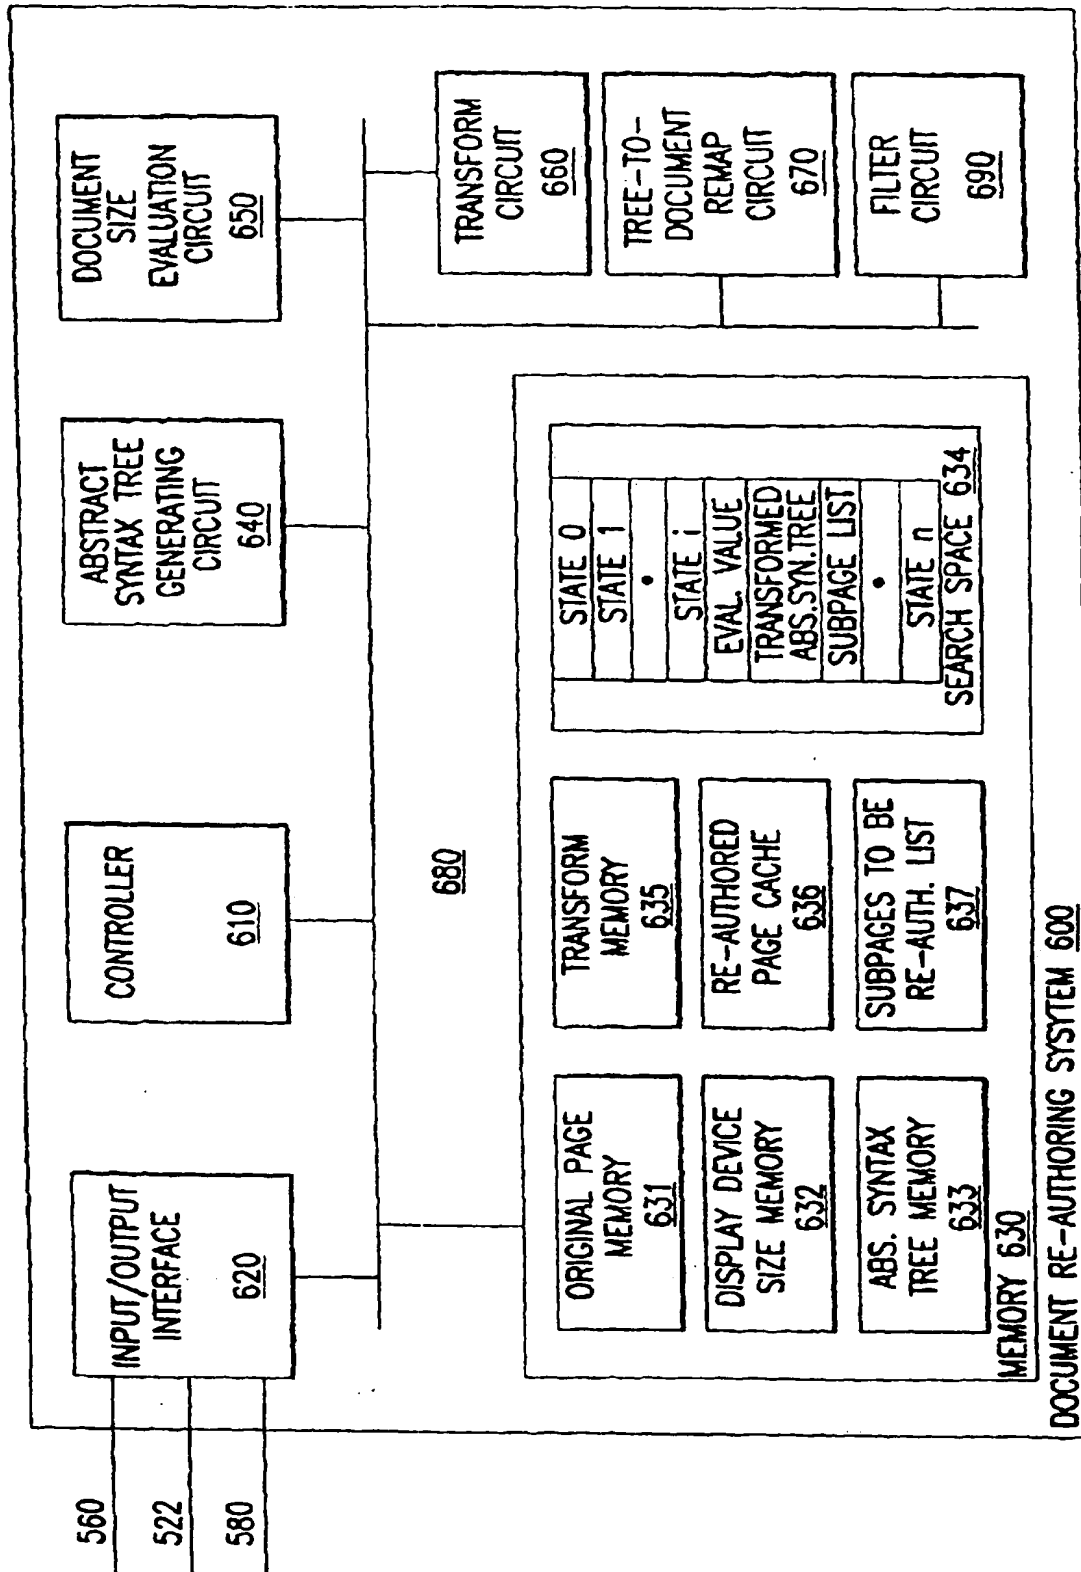 560
522
580
INPUT/OUTPUT
INTERFACE
620
CONTROLLER
610
ABSTRACT
SYNTAX TREE
GENERATING
CIRCUIT
640
DOCUMENT
SIZE
EVALUATION
CIRCUIT
650
680
TRANSFORM
CIRCUIT
660
TREE-TO-
DOCUMENT
REMAP
CIRCUIT
670
FILTER
CIRCUIT
690
ORIGINAL PAGE
MEMORY
631
DISPLAY DEVICE
SIZE MEMORY
632
ABS. SYNTAX
TREE MEMORY
633
TRANSFORM
MEMORY
635
RE-AUTHORED
PAGE CACHE
636
SUBPAGES TO BE
RE-AUTH. LIST
637
STATE 0
STATE 1
•
STATE i
EVAL. VALUE
TRANSFORMED
ABS.SYN.TREE
SUBPAGE LIST
•
STATE n
SEARCH SPACE 634
MEMORY 630
DOCUMENT RE-AUTHORING SYSYTEM 600